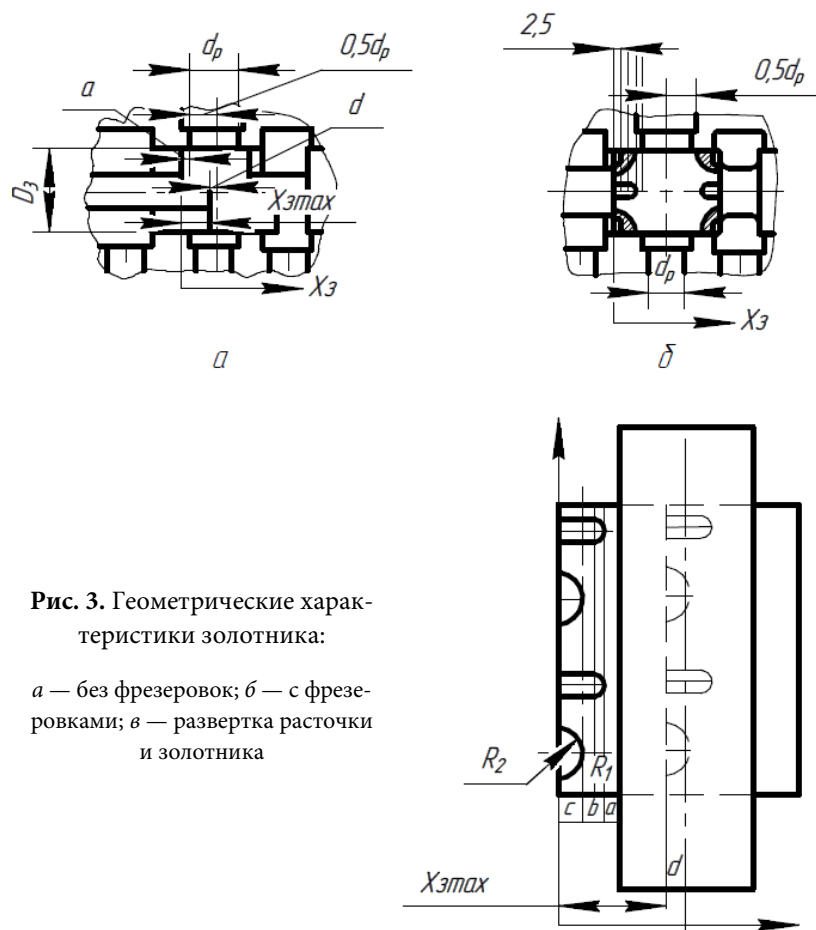 dр
0,5dр
a
d
Dз
Xзmax
Xз
а
2,5
0,5dр
dр
Xз
б
Рис. 3. Геометрические харак-
теристики золотника:
а — без фрезеровок; б — с фрезе-
ровками; в — развертка расточки
и золотника
R₂
R₁
c b a
d
Xзmax